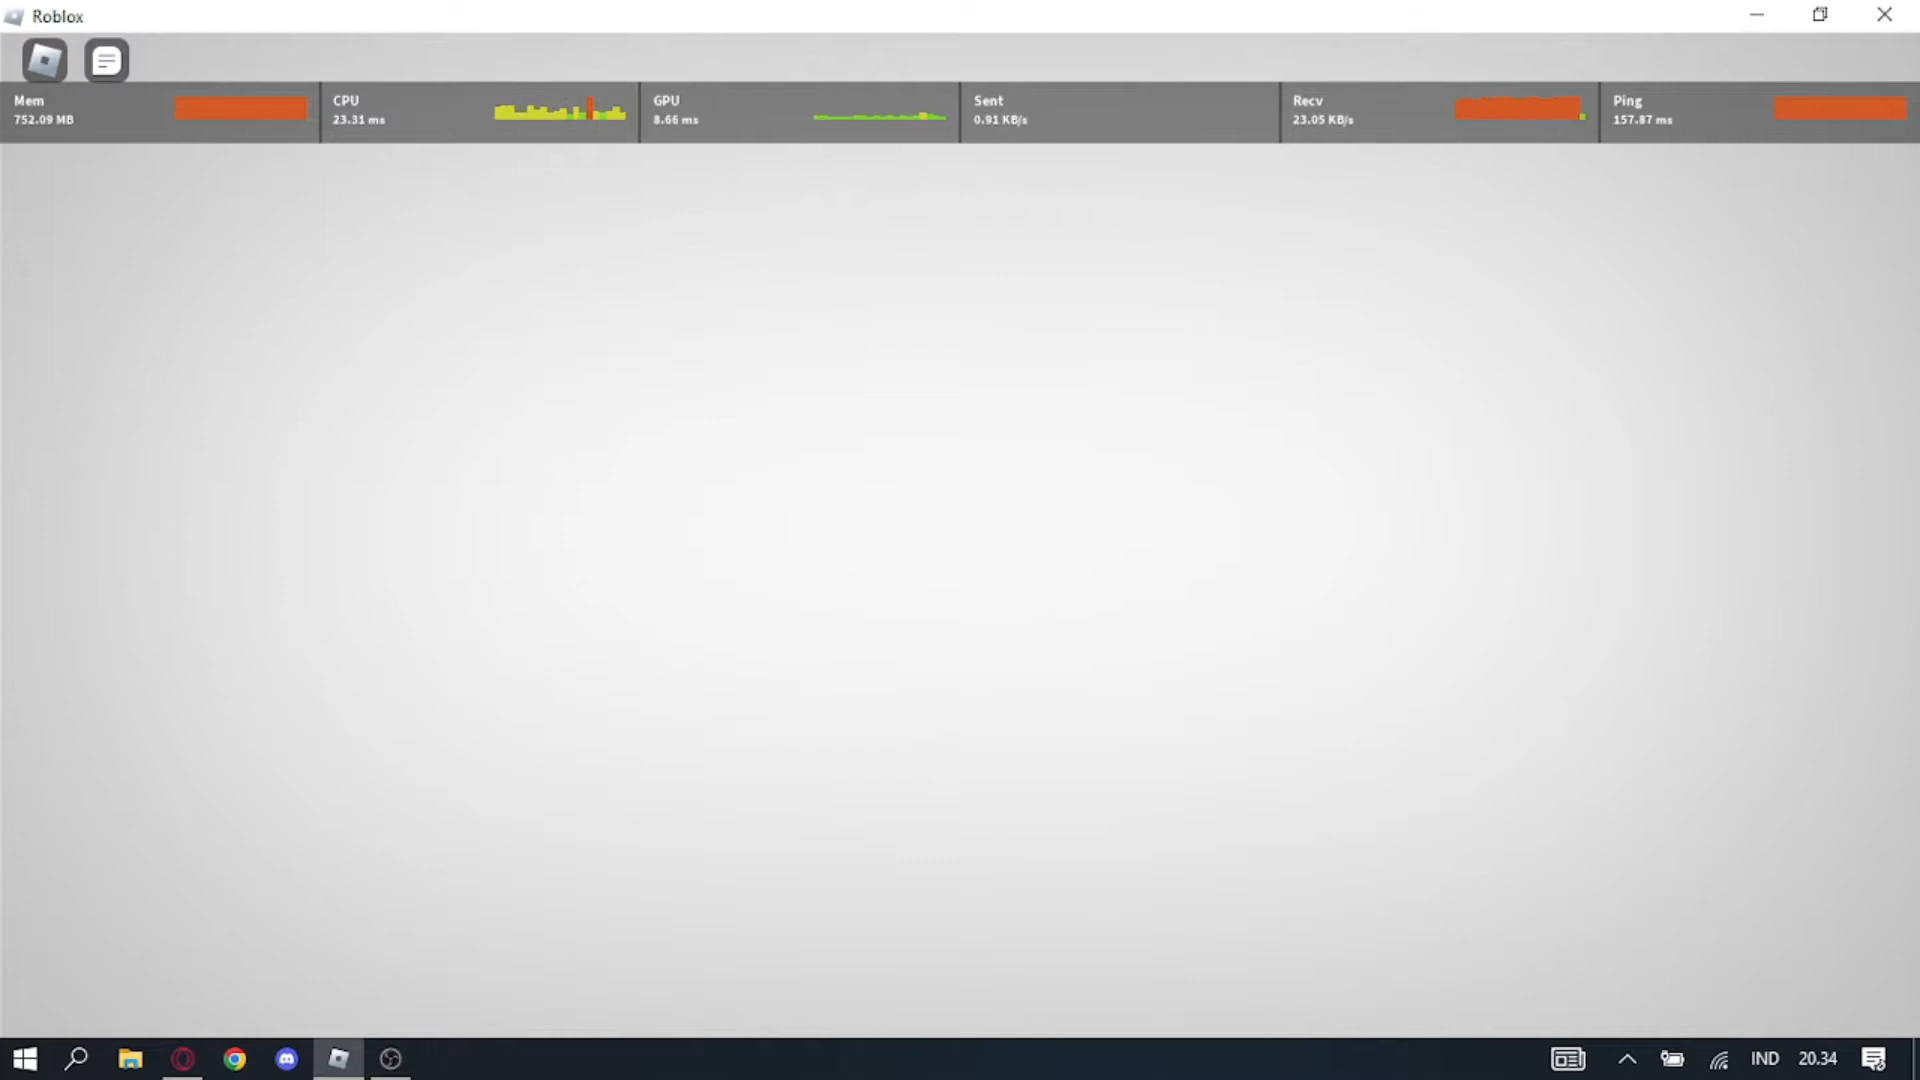 Roblox
Mem
752.09 MB
CPU
23.31 ms
GPU
8.66 ms
Sent
0.91 KB/s
Recv
23.05 KB/s
Ping
157.87 ms
IND
20.34